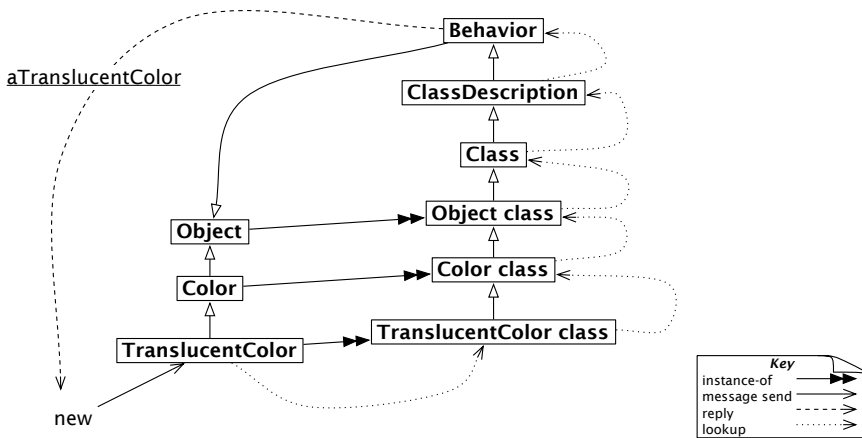 Behavior
aTranslucentColor
ClassDescription
Class
Object class
Object
Color class
Color
TranslucentColor class
TranslucentColor
new
Key
instance-of
message send
reply
lookup